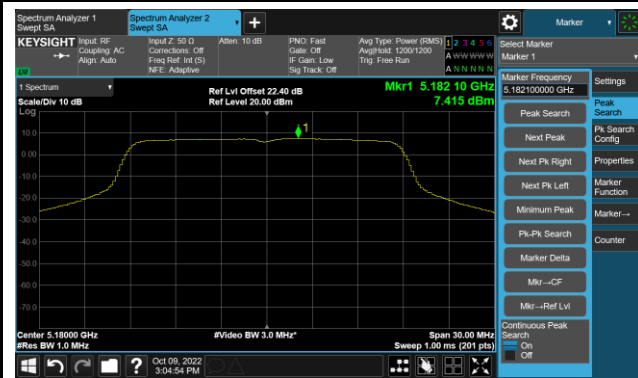 Spectrum Analyzer 1
Swept SA
Spectrum Analyzer 2
Swept SA
Marker
KEYSIGHT
Input: RF
Coupling: AC
Align: Auto
Input Z: 50 Ω
Corrections: Off
Freq Ref: Int (S)
NFE: Adaptive
Atten: 10 dB
PNO: Fast
Gate: Off
IF Gain: Low
Sig Track: Off
Avg Type: Power (RMS)
Avg|Hold: 1200/1200
Trig: Free Run
1 2 3 4 5 6
A W W W W W
A N N N N N
LXI
Select Marker
Marker 1
1 Spectrum
Scale/Div 10 dB
Log
Ref Lvl Offset 22.40 dB
Ref Level 20.00 dBm
Mkr1 5.182 10 GHz
7.415 dBm
10.0
0.00
-10.0
-20.0
-30.0
-40.0
-50.0
-60.0
-70.0
1
Center 5.18000 GHz
#Res BW 1.0 MHz
#Video BW 3.0 MHz*
Span 30.00 MHz
Sweep 1.00 ms (201 pts)
Marker Frequency
5.182100000 GHz
Peak Search
Next Peak
Next Pk Right
Next Pk Left
Minimum Peak
Pk-Pk Search
Marker Delta
Mkr→CF
Mkr→Ref Lvl
Continuous Peak
Search
On
Off
Settings
Peak
Search
Pk Search
Config
Properties
Marker
Function
Marker→
Counter
Oct 09, 2022
3:04:54 PM